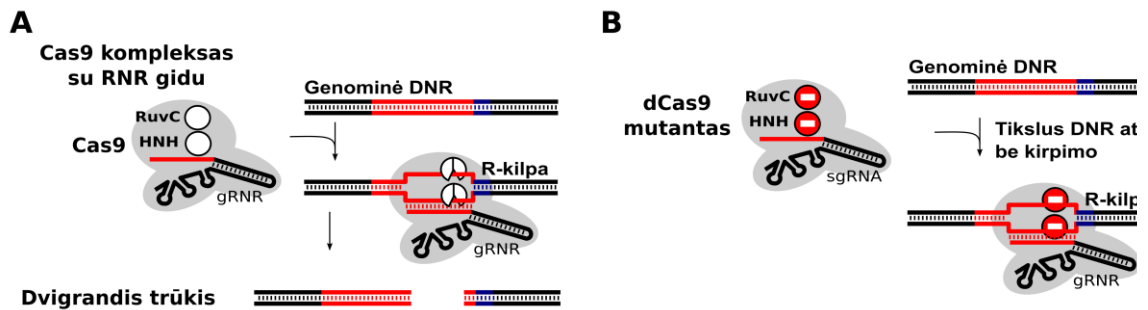 A
Cas9 kompleksas
su RNR gidu
RuvC
HNH
Cas9
gRNR
Genominė DNR
R-kilpa
gRNR
Dvigrandis trūkis
B
dCas9
mutantas
RuvC
HNH
sgRNA
Genominė DNR
Tikslus DNR at
be kirpimo
R-kilp
gRNR